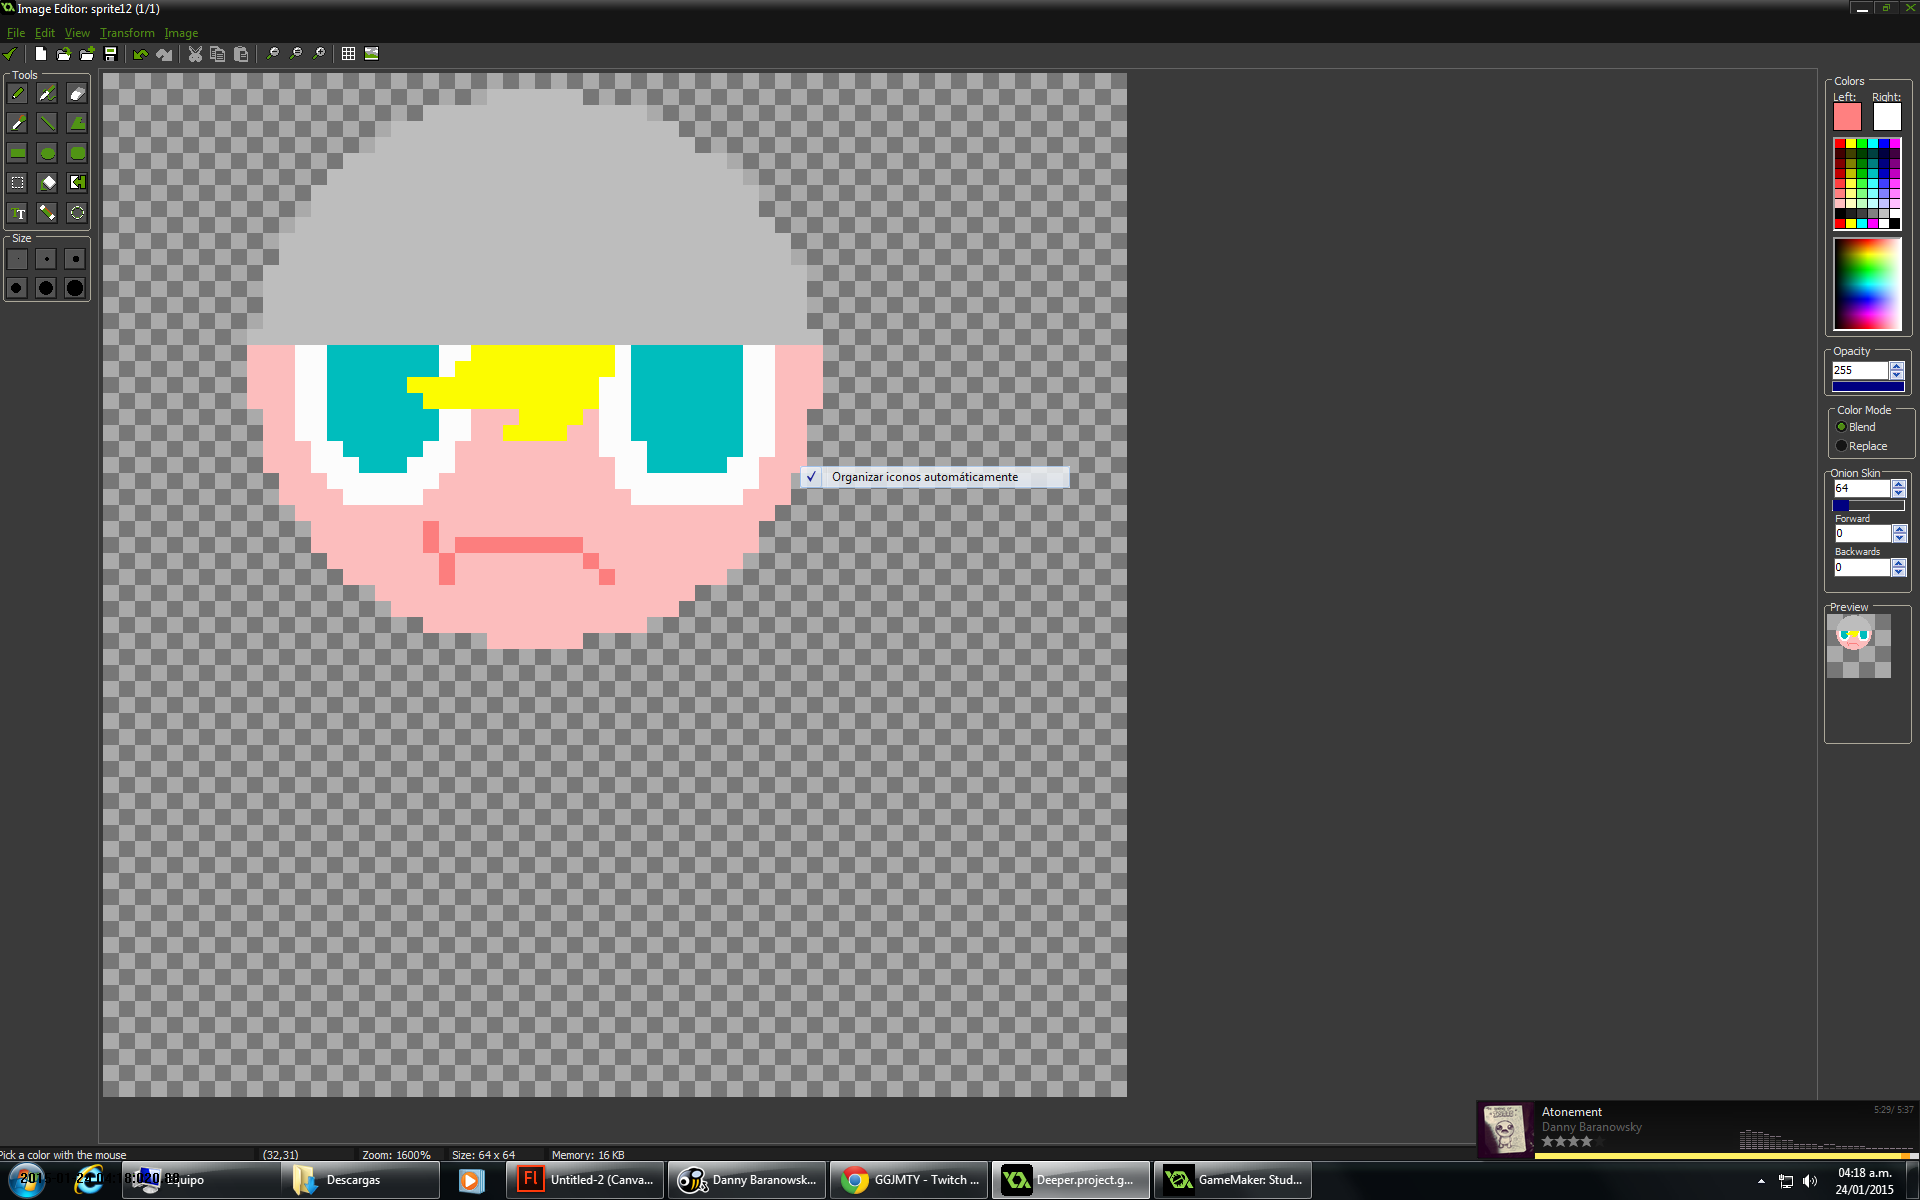 Image Editor: sprite12 (1/1)
File Edit View Transform Image
Tools
Size
Organizar iconos automáticamente
Colors
Left: Right:
Opacity
255
Color Mode
Blend
Replace
Onion Skin
64
Forward
0
Backwards
0
Preview
Atonement
5:29/ 5:37
Danny Baranowsky
Pick a color with the mouse (32,31) Zoom: 1600% Size: 64 x 64 Memory: 16 KB
Descargas
Untitled-2 (Canva...
Danny Baranowsk...
GGJMTY - Twitch ...
Deeper.project.g...
GameMaker: Stud...
04:18 a.m.
24/01/2015